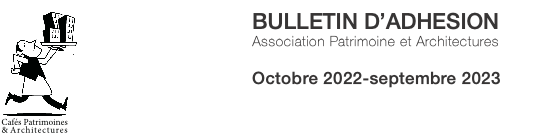 BULLETIN D’ADHESION
Association Patrimoine et Architectures
Octobre 2022-septembre 2023
Cafés Patrimoines
& Architectures